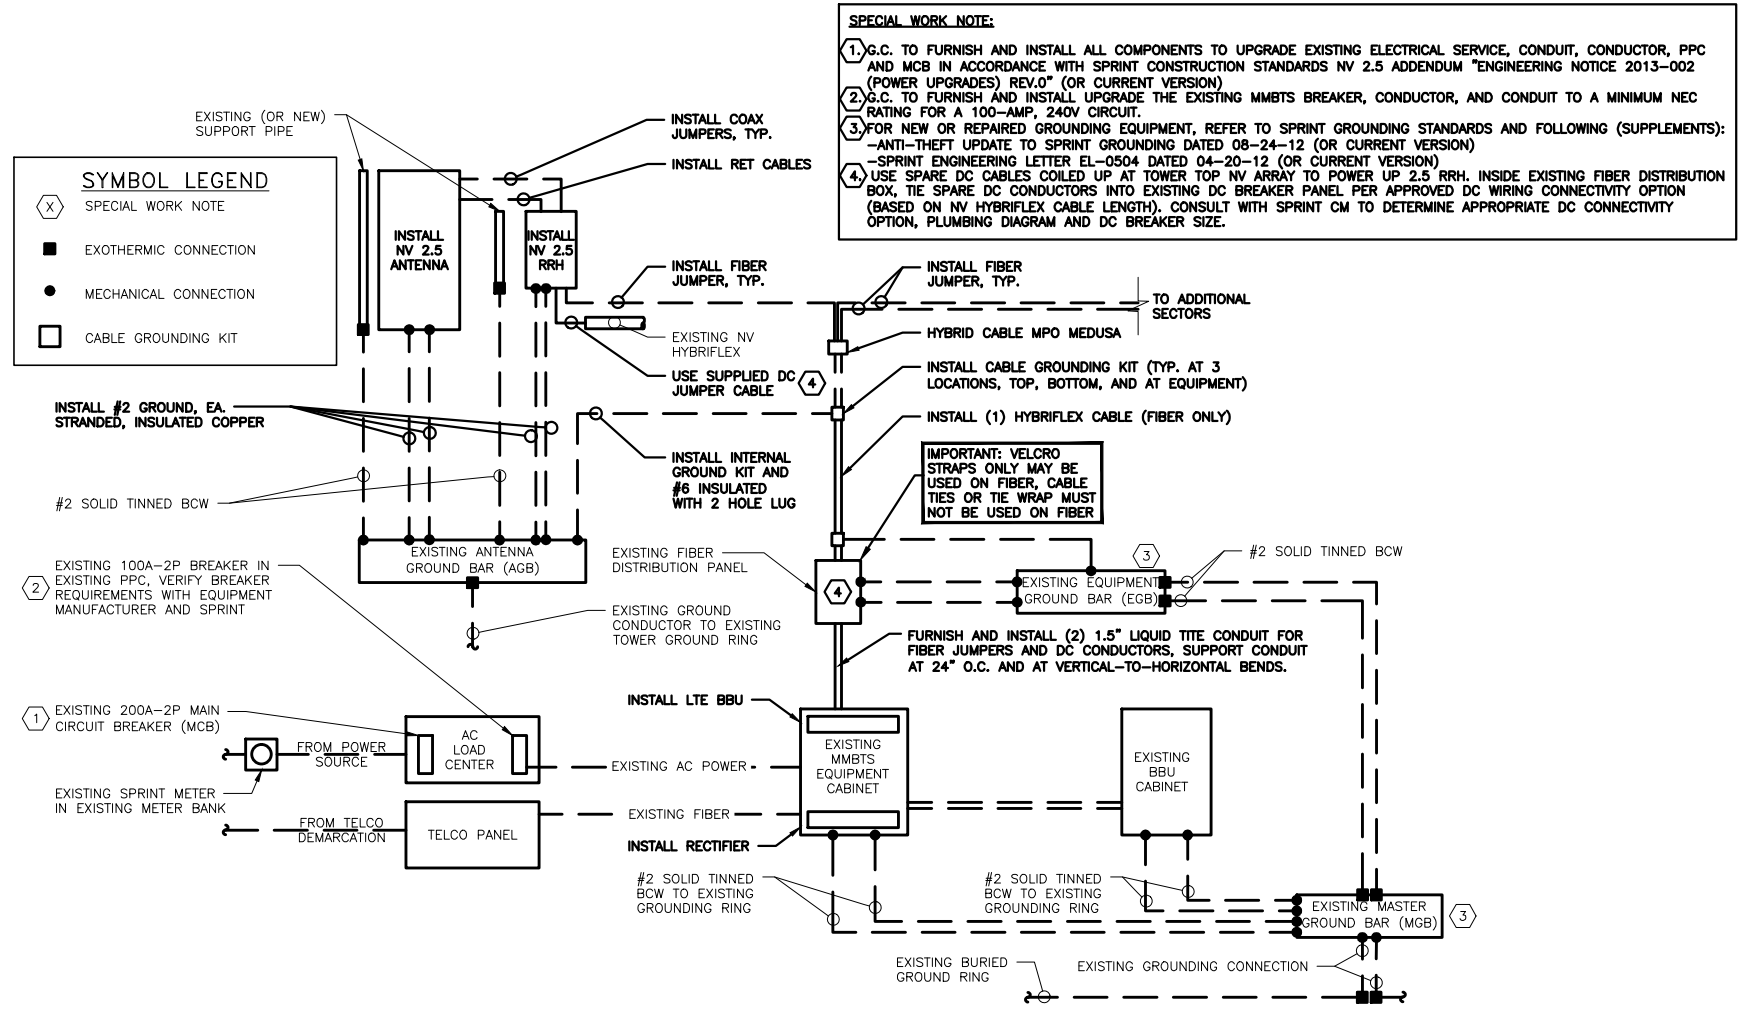 SPECIAL WORK NOTE:
1. G.C. TO FURNISH AND INSTALL ALL COMPONENTS TO UPGRADE EXISTING ELECTRICAL SERVICE, CONDUIT, CONDUCTOR, PPC
AND MCB IN ACCORDANCE WITH SPRINT CONSTRUCTION STANDARDS NV 2.5 ADDENDUM "ENGINEERING NOTICE 2013-002
(POWER UPGRADES) REV.0" (OR CURRENT VERSION)
2. G.C. TO FURNISH AND INSTALL UPGRADE THE EXISTING MMBTS BREAKER, CONDUCTOR, AND CONDUIT TO A MINIMUM NEC
RATING FOR A 100-AMP, 240V CIRCUIT.
3. FOR NEW OR REPAIRED GROUNDING EQUIPMENT, REFER TO SPRINT GROUNDING STANDARDS AND FOLLOWING (SUPPLEMENTS):
-ANTI-THEFT UPDATE TO SPRINT GROUNDING DATED 08-24-12 (OR CURRENT VERSION)
-SPRINT ENGINEERING LETTER EL-0504 DATED 04-20-12 (OR CURRENT VERSION)
4. USE SPARE DC CABLES COILED UP AT TOWER TOP NV ARRAY TO POWER UP 2.5 RRH. INSIDE EXISTING FIBER DISTRIBUTION
BOX, TIE SPARE DC CONDUCTORS INTO EXISTING DC BREAKER PANEL PER APPROVED DC WIRING CONNECTIVITY OPTION
(BASED ON NV HYBRIFLEX CABLE LENGTH). CONSULT WITH SPRINT CM TO DETERMINE APPROPRIATE DC CONNECTIVITY
OPTION, PLUMBING DIAGRAM AND DC BREAKER SIZE.
EXISTING (OR NEW)
SUPPORT PIPE
INSTALL COAX
JUMPERS, TYP.
INSTALL RET CABLES
SYMBOL LEGEND
X SPECIAL WORK NOTE
EXOTHERMIC CONNECTION
MECHANICAL CONNECTION
CABLE GROUNDING KIT
INSTALL
NV 2.5
ANTENNA
INSTALL
NV 2.5
RRH
INSTALL FIBER
JUMPER, TYP.
INSTALL FIBER
JUMPER, TYP.
TO ADDITIONAL
SECTORS
EXISTING NV
HYBRIFLEX
HYBRID CABLE MPO MEDUSA
USE SUPPLIED DC
JUMPER CABLE
4
INSTALL CABLE GROUNDING KIT (TYP. AT 3
LOCATIONS, TOP, BOTTOM, AND AT EQUIPMENT)
INSTALL #2 GROUND, EA.
STRANDED, INSULATED COPPER
INSTALL (1) HYBRIFLEX CABLE (FIBER ONLY)
INSTALL INTERNAL
GROUND KIT AND
#6 INSULATED
WITH 2 HOLE LUG
IMPORTANT: VELCRO
STRAPS ONLY MAY BE
USED ON FIBER, CABLE
TIES OR TIE WRAP MUST
NOT BE USED ON FIBER
#2 SOLID TINNED BCW
EXISTING ANTENNA
GROUND BAR (AGB)
EXISTING FIBER
DISTRIBUTION PANEL
4
3
#2 SOLID TINNED BCW
EXISTING EQUIPMENT
GROUND BAR (EGB)
2
EXISTING 100A-2P BREAKER IN
EXISTING PPC, VERIFY BREAKER
REQUIREMENTS WITH EQUIPMENT
MANUFACTURER AND SPRINT
EXISTING GROUND
CONDUCTOR TO EXISTING
TOWER GROUND RING
FURNISH AND INSTALL (2) 1.5" LIQUID TITE CONDUIT FOR
FIBER JUMPERS AND DC CONDUCTORS, SUPPORT CONDUIT
AT 24" O.C. AND AT VERTICAL-TO-HORIZONTAL BENDS.
INSTALL LTE BBU
1
EXISTING 200A-2P MAIN
CIRCUIT BREAKER (MCB)
FROM POWER
SOURCE
AC
LOAD
CENTER
EXISTING AC POWER
EXISTING
MMBTS
EQUIPMENT
CABINET
EXISTING
BBU
CABINET
EXISTING SPRINT METER
IN EXISTING METER BANK
FROM TELCO
DEMARCATION
TELCO PANEL
EXISTING FIBER
INSTALL RECTIFIER
#2 SOLID TINNED
BCW TO EXISTING
GROUNDING RING
#2 SOLID TINNED
BCW TO EXISTING
GROUNDING RING
EXISTING MASTER
GROUND BAR (MGB)
3
EXISTING BURIED
GROUND RING
EXISTING GROUNDING CONNECTION